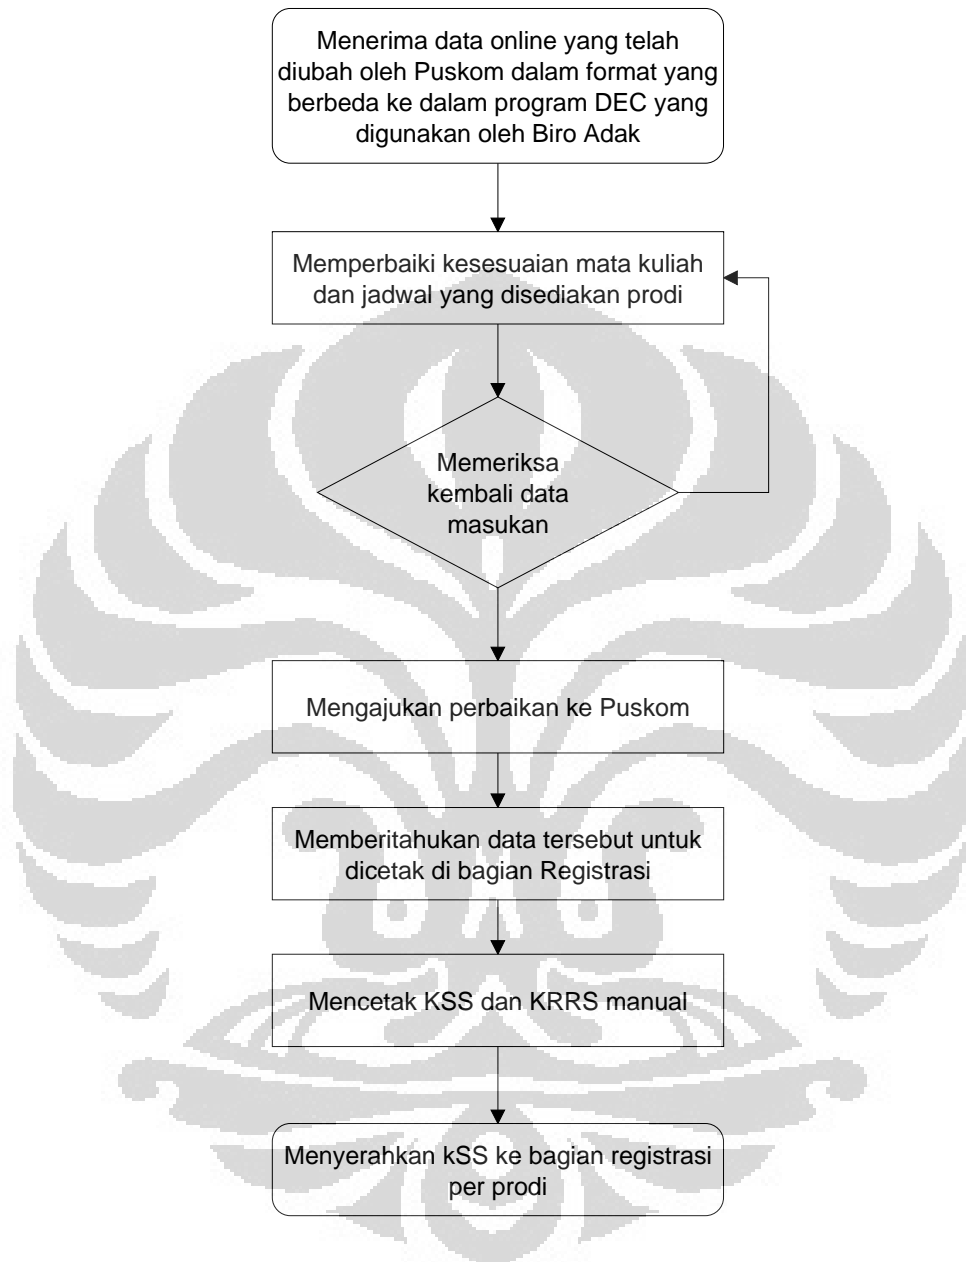 Menerima data online yang telah
diubah oleh Puskom dalam format yang
berbeda ke dalam program DEC yang
digunakan oleh Biro Adak
Memperbaiki kesesuaian mata kuliah
dan jadwal yang disediakan prodi
Memeriksa
kembali data
masukan
Mengajukan perbaikan ke Puskom
Memberitahukan data tersebut untuk
dicetak di bagian Registrasi
Mencetak KSS dan KRRS manual
Menyerahkan kSS ke bagian registrasi
per prodi